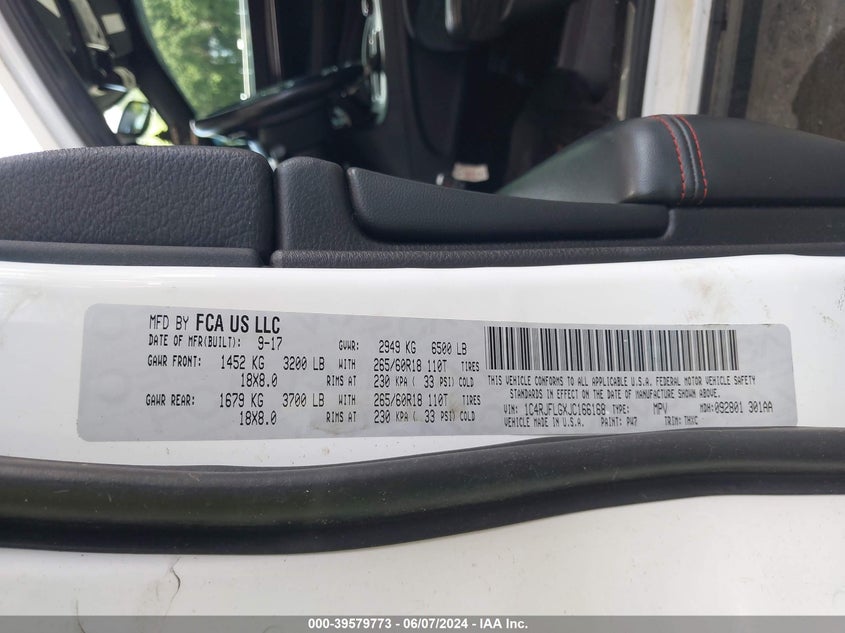 MFD BY FCA US LLC
DATE OF MFR(BUILT): 9-17 GVWR: 2949 KG 6500 LB
GAWR FRONT: 1452 KG 3200 LB WITH 265/60R18 110T TIRES
18X8.0 RIMS AT 230 KPA ( 33 PSI) COLD
GAWR REAR: 1679 KG 3700 LB WITH 265/60R18 110T TIRES
18X8.0 RIMS AT 230 KPA ( 33 PSI) COLD
THIS VEHICLE CONFORMS TO ALL APPLICABLE U.S.A. FEDERAL MOTOR VEHICLE SAFETY
STANDARDS IN EFFECT ON THE DATE OF MANUFACTURE SHOWN ABOVE.
VIN: 1C4RJFLGXJC166168 TYPE: MPV MDH: 092801 301AA
VEHICLE MADE IN U.S.A. PAINT: PW7 TRIM: THXC
000-39579773 - 06/07/2024 - IAA Inc.